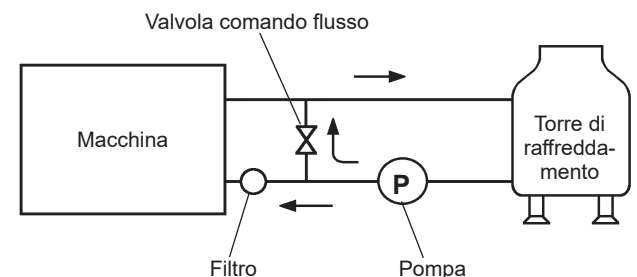 Valvola comando flusso
Macchina
Torre di
raffredda-
mento
P
Filtro
Pompa